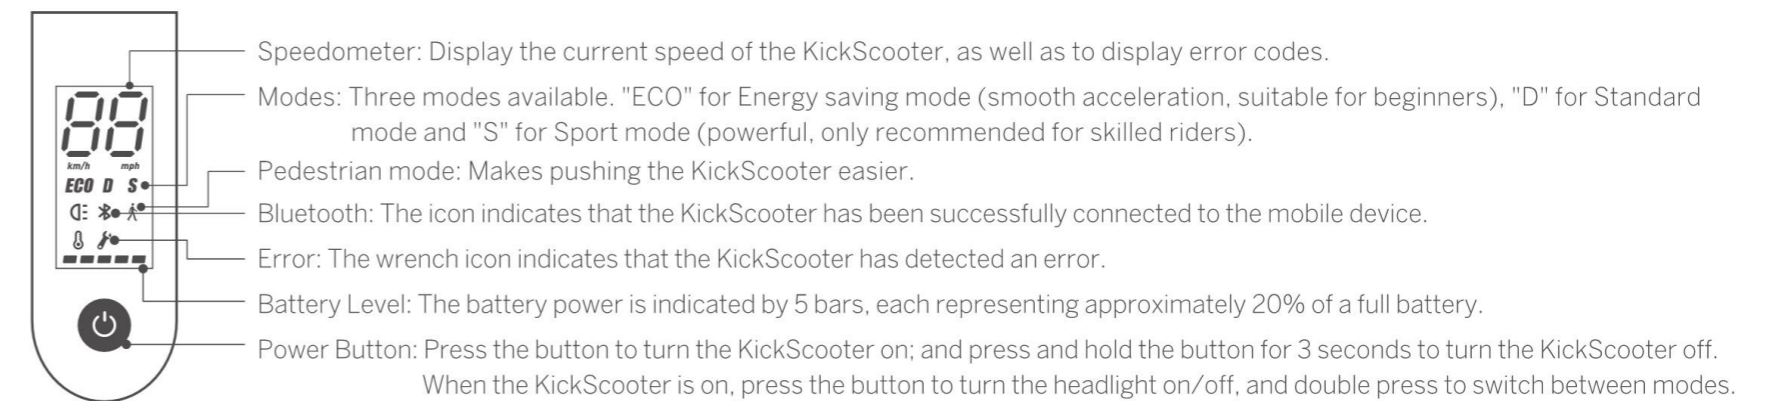 Speedometer: Display the current speed of the KickScooter, as well as to display error codes.
Modes: Three modes available. "ECO" for Energy saving mode (smooth acceleration, suitable for beginners), "D" for Standard
mode and "S" for Sport mode (powerful, only recommended for skilled riders).
Pedestrian mode: Makes pushing the KickScooter easier.
Bluetooth: The icon indicates that the KickScooter has been successfully connected to the mobile device.
Error: The wrench icon indicates that the KickScooter has detected an error.
Battery Level: The battery power is indicated by 5 bars, each representing approximately 20% of a full battery.
Power Button: Press the button to turn the KickScooter on; and press and hold the button for 3 seconds to turn the KickScooter off.
When the KickScooter is on, press the button to turn the headlight on/off, and double press to switch between modes.
88
km/h mph
ECO D S